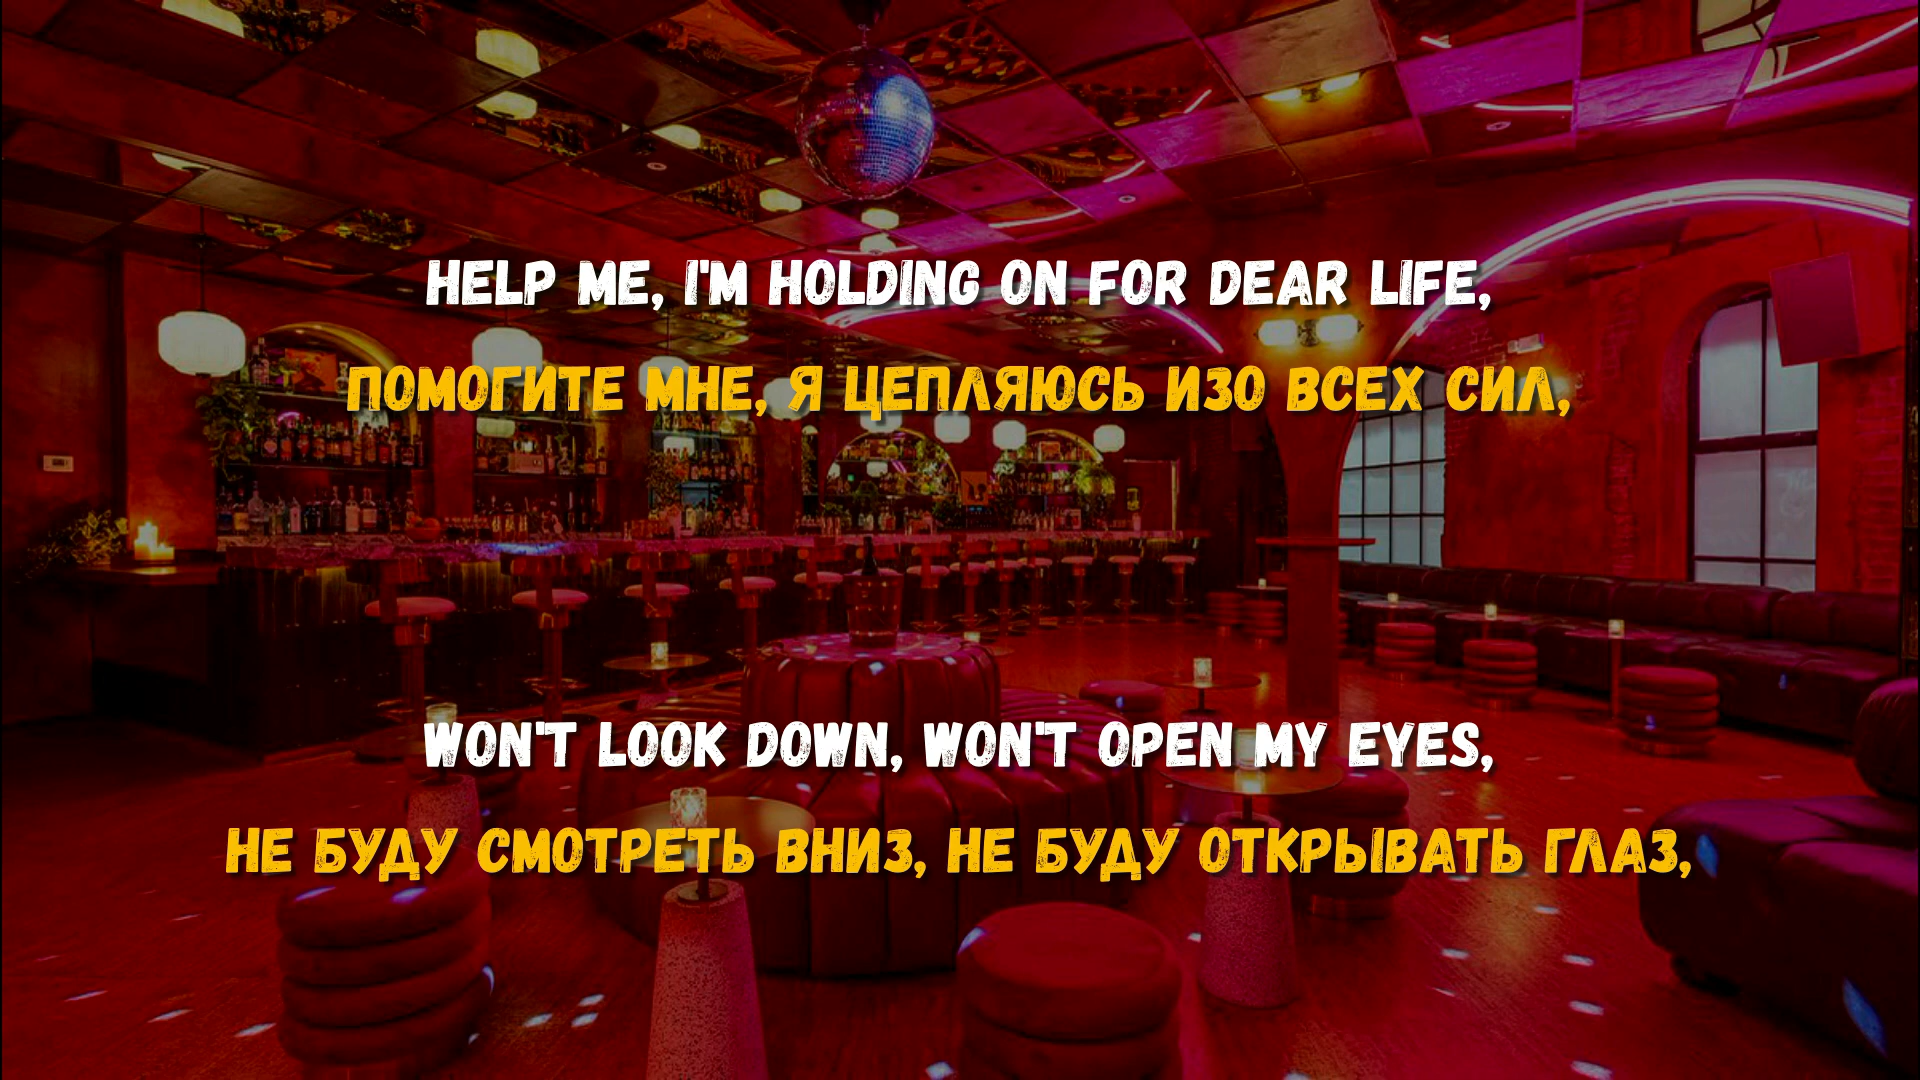 HELP ME, I'M HOLDING ON FOR DEAR LIFE,
ПОМОГИТЕ МНЕ, Я ЦЕПЛЯЮСЬ ИЗО ВСЕХ СИЛ,
WON'T LOOK DOWN, WON'T OPEN MY EYES,
НЕ БУДУ СМОТРЕТЬ ВНИЗ, НЕ БУДУ ОТКРЫВАТЬ ГЛАЗ,